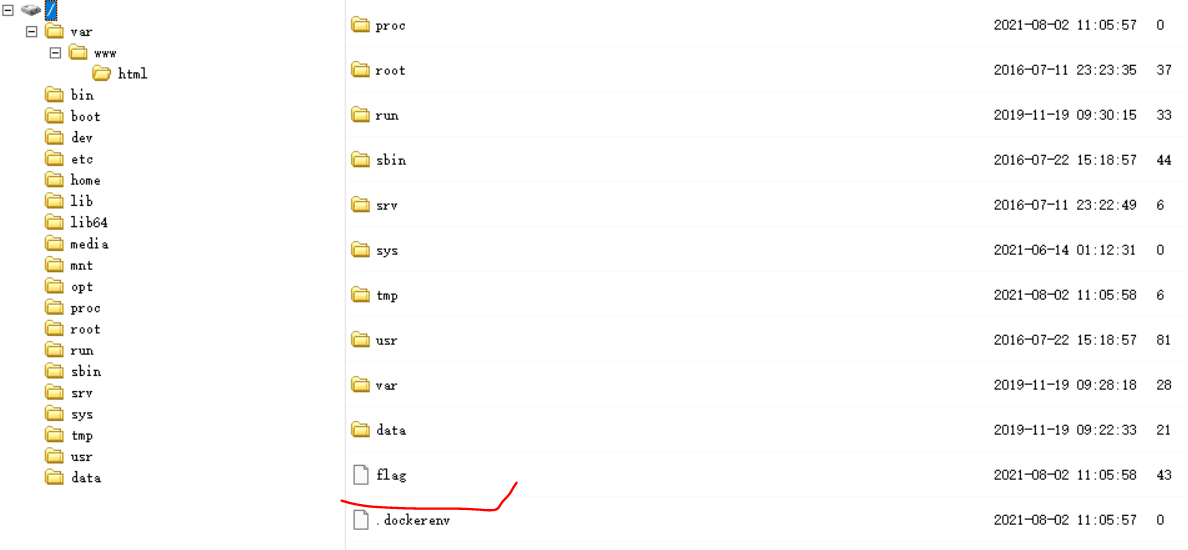 /
var
www
html
bin
boot
dev
etc
home
lib
lib64
media
mnt
opt
proc
root
run
sbin
srv
sys
tmp
usr
data
proc 2021-08-02 11:05:57 0
root 2016-07-11 23:23:35 37
run 2019-11-19 09:30:15 33
sbin 2016-07-22 15:18:57 44
srv 2016-07-11 23:22:49 6
sys 2021-06-14 01:12:31 0
tmp 2021-08-02 11:05:58 6
usr 2016-07-22 15:18:57 81
var 2019-11-19 09:28:18 28
data 2019-11-19 09:22:33 21
flag 2021-08-02 11:05:58 43
.dockerenv 2021-08-02 11:05:57 0